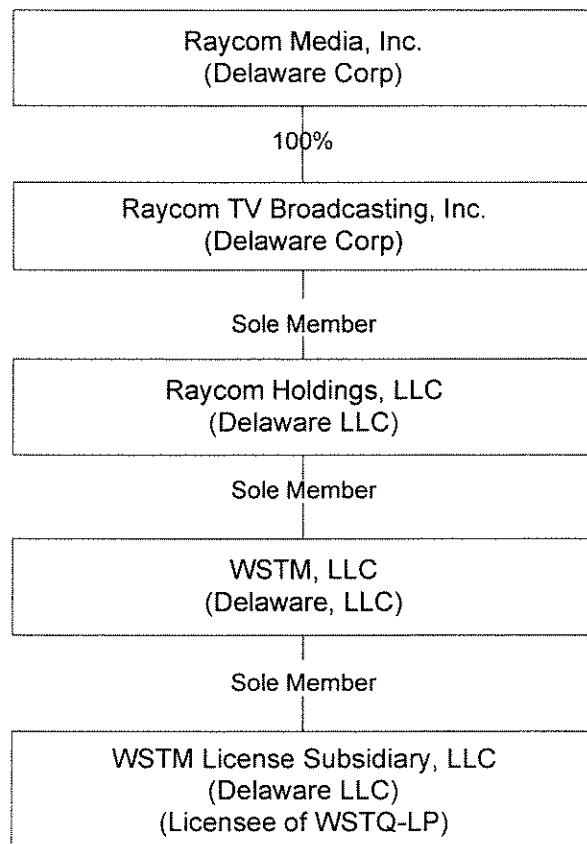 Raycom Media, Inc.
(Delaware Corp)
100%
Raycom TV Broadcasting, Inc.
(Delaware Corp)
Sole Member
Raycom Holdings, LLC
(Delaware LLC)
Sole Member
WSTM, LLC
(Delaware, LLC)
Sole Member
WSTM License Subsidiary, LLC
(Delaware LLC)
(Licensee of WSTQ-LP)